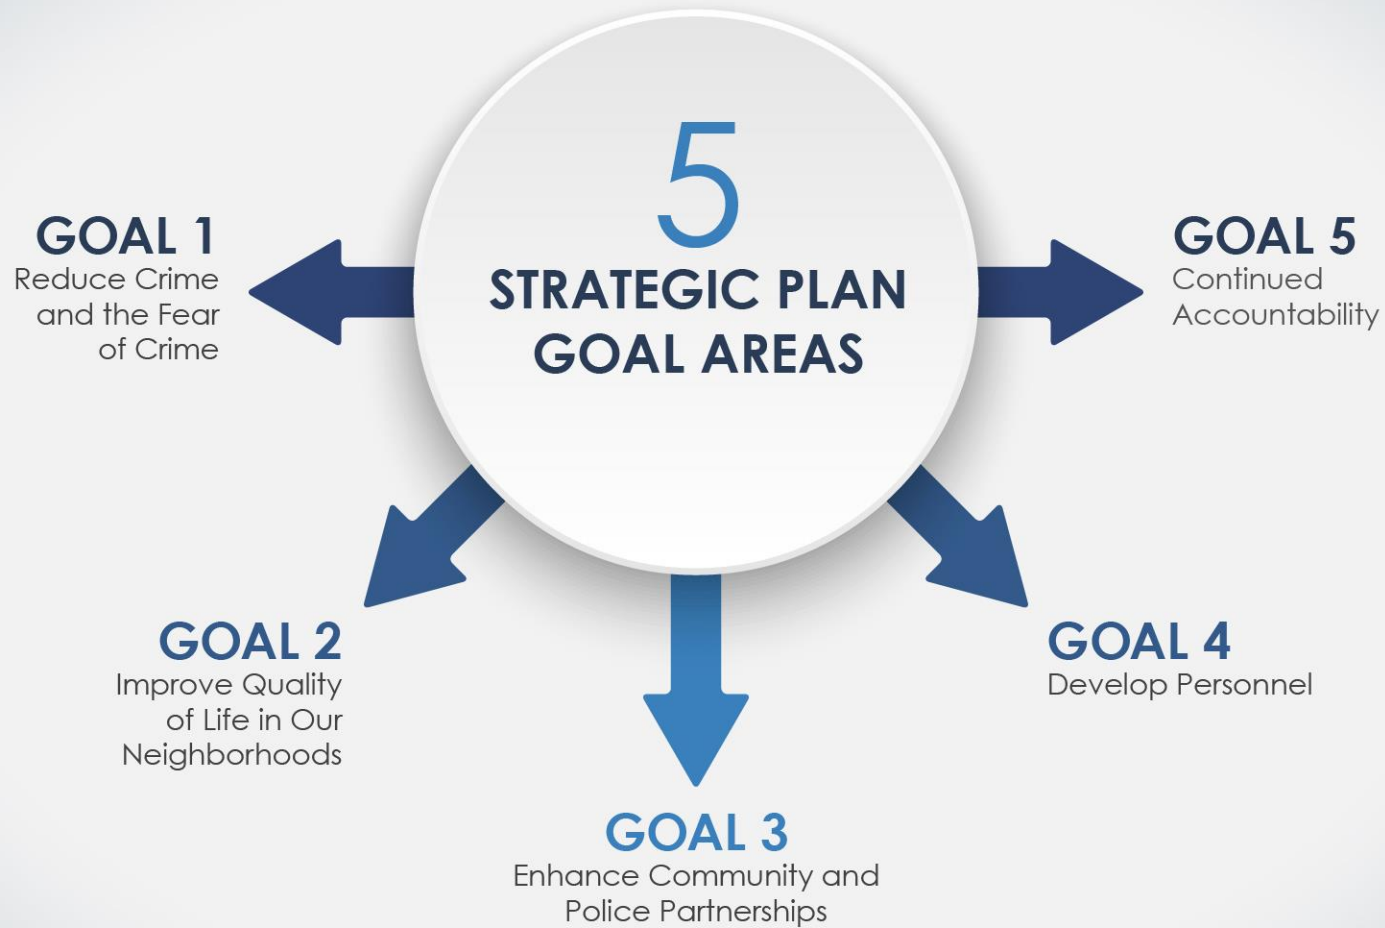 5
STRATEGIC PLAN
GOAL AREAS
GOAL 1
Reduce Crime
and the Fear
of Crime
GOAL 2
Improve Quality
of Life in Our
Neighborhoods
GOAL 3
Enhance Community and
Police Partnerships
GOAL 4
Develop Personnel
GOAL 5
Continued
Accountability